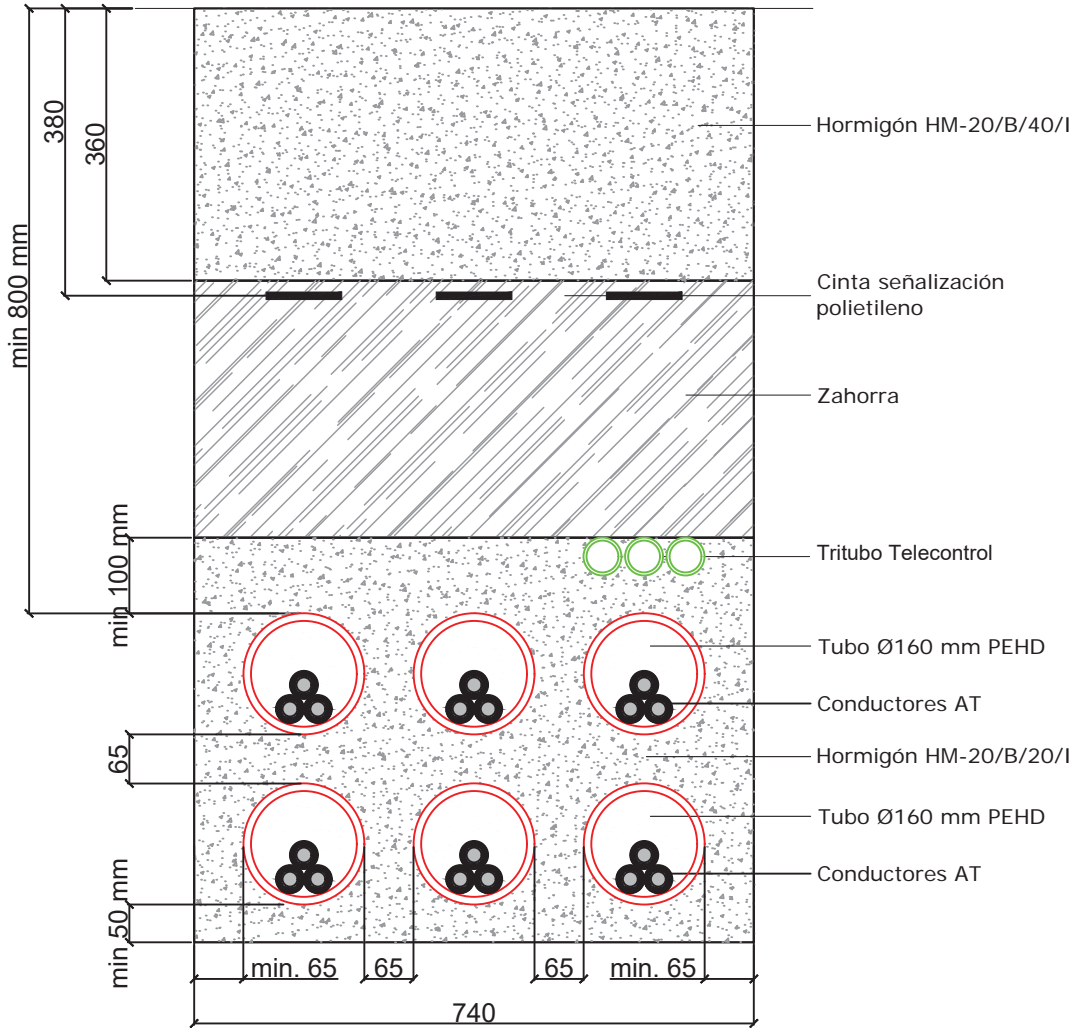 380
360
min 800 mm
min 100 mm
65
min 50 mm
Hormigón HM-20/B/40/I
Cinta señalización
polietileno
Zahorra
Tritubo Telecontrol
Tubo Ø160 mm PEHD
Conductores AT
Hormigón HM-20/B/20/I
Tubo Ø160 mm PEHD
Conductores AT
min. 65
65
65
min. 65
740